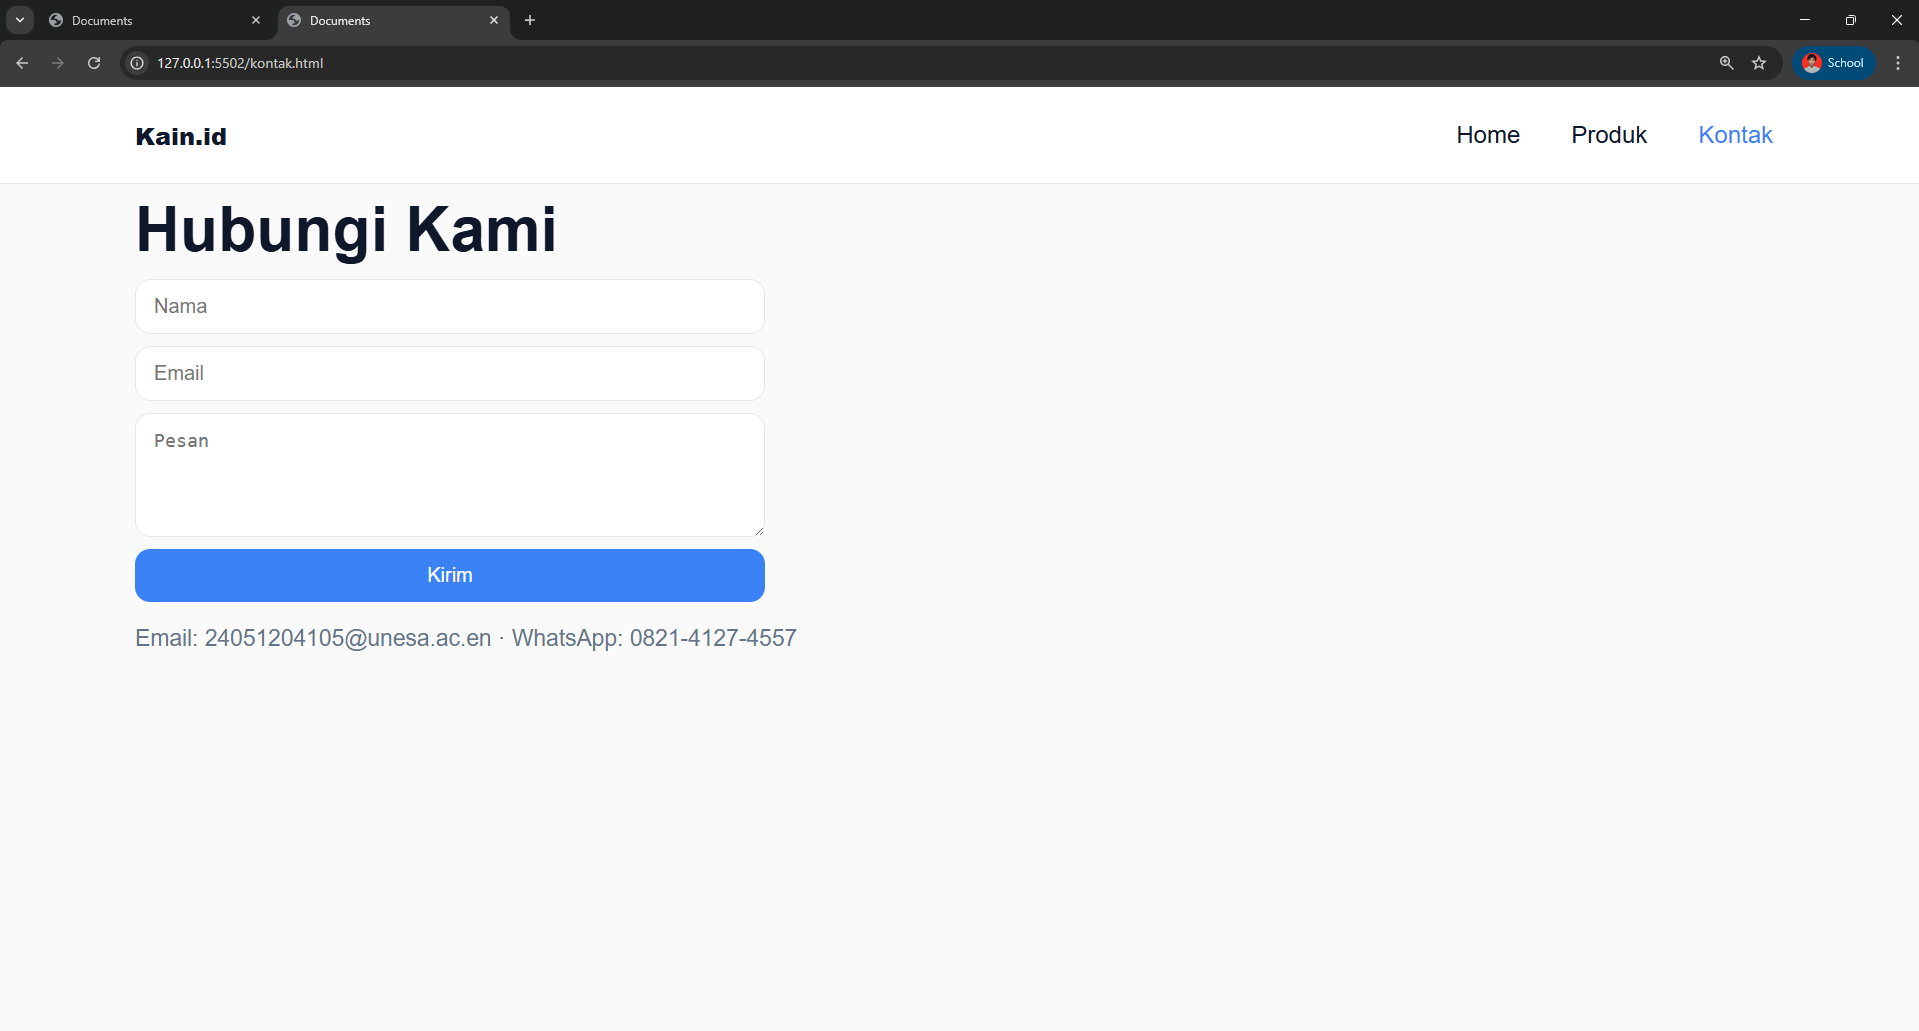 Documents
Documents
127.0.0.1:5502/kontak.html
School
Kain.id
Home
Produk
Kontak
Hubungi Kami
Nama
Email
Pesan
Kirim
Email: 24051204105@unesa.ac.en · WhatsApp: 0821-4127-4557